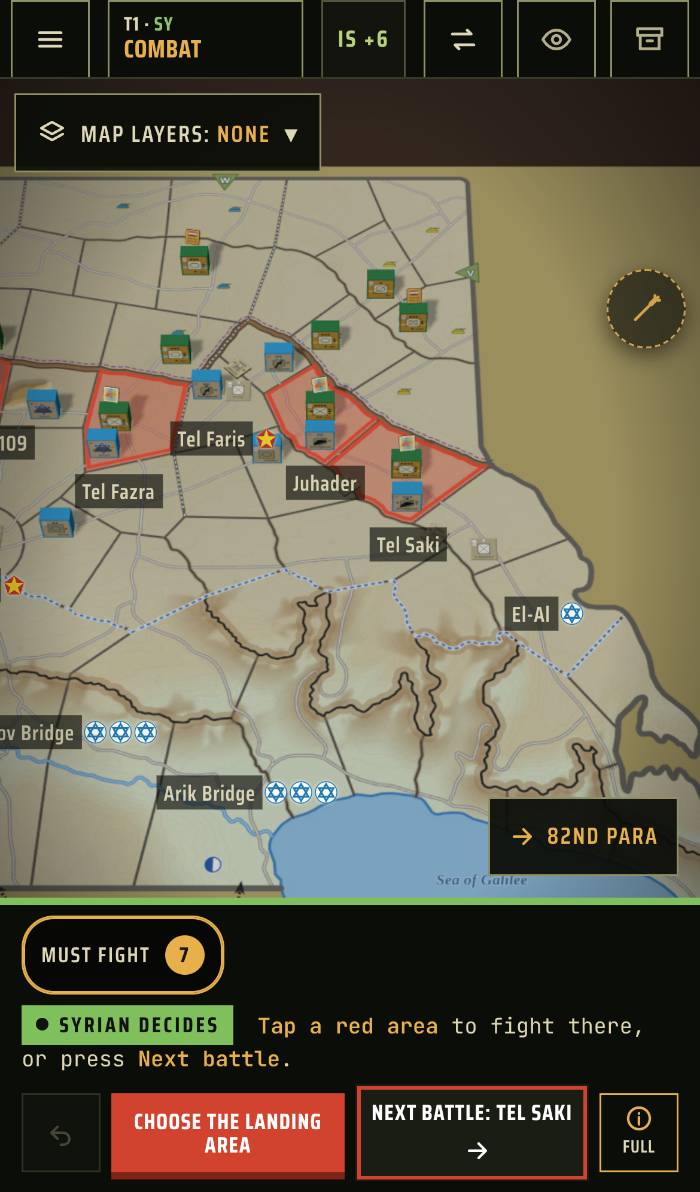 T1 · SY
COMBAT
IS +6
MAP LAYERS: NONE ▼
W
V
109
Tel Faris
Tel Fazra
Juhader
Tel Saki
El-Al
ov Bridge
Arik Bridge
→ 82ND PARA
Sea of Galilee
MUST FIGHT 7
SYRIAN DECIDES Tap a red area to fight there,
or press Next battle.
CHOOSE THE LANDING
AREA
NEXT BATTLE: TEL SAKI
→
FULL